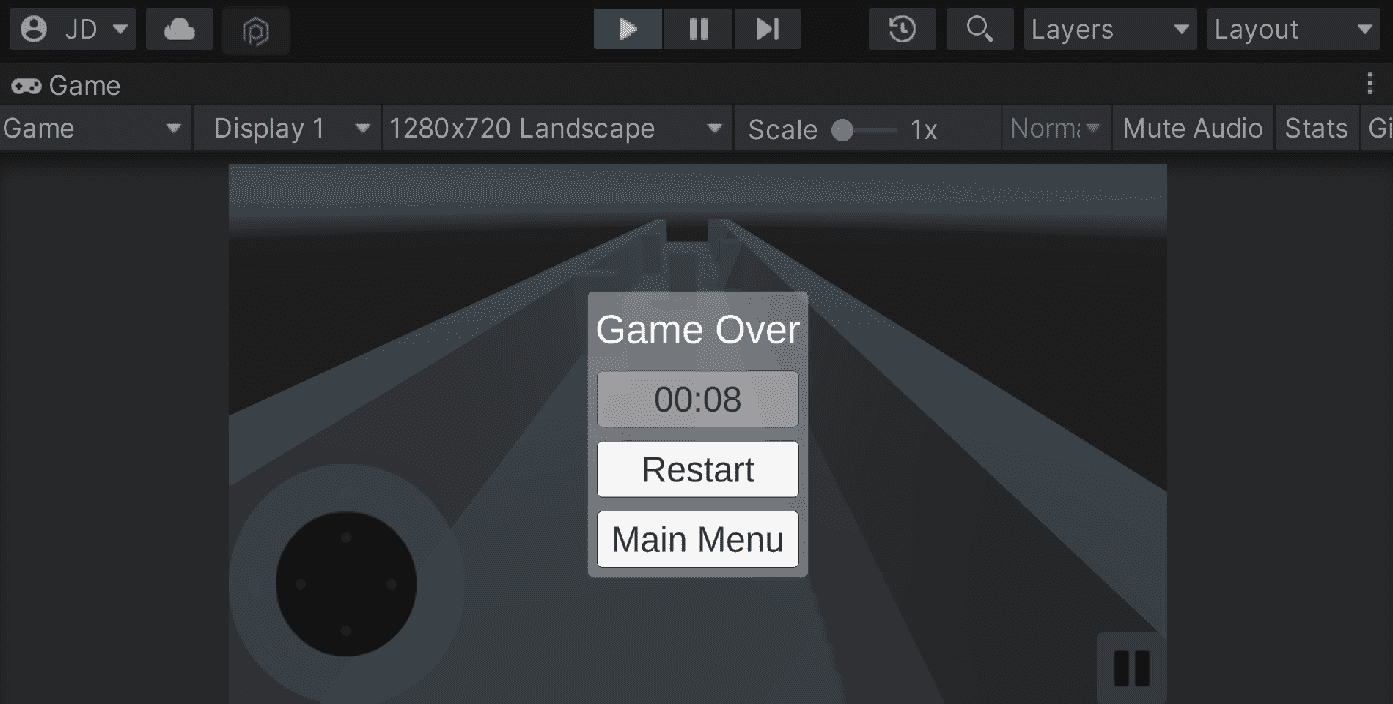 JD Layers Layout
Game
Game Display 1 1280x720 Landscape Scale 1x Norm Mute Audio Stats Gi
Game Over
00:08
Restart
Main Menu